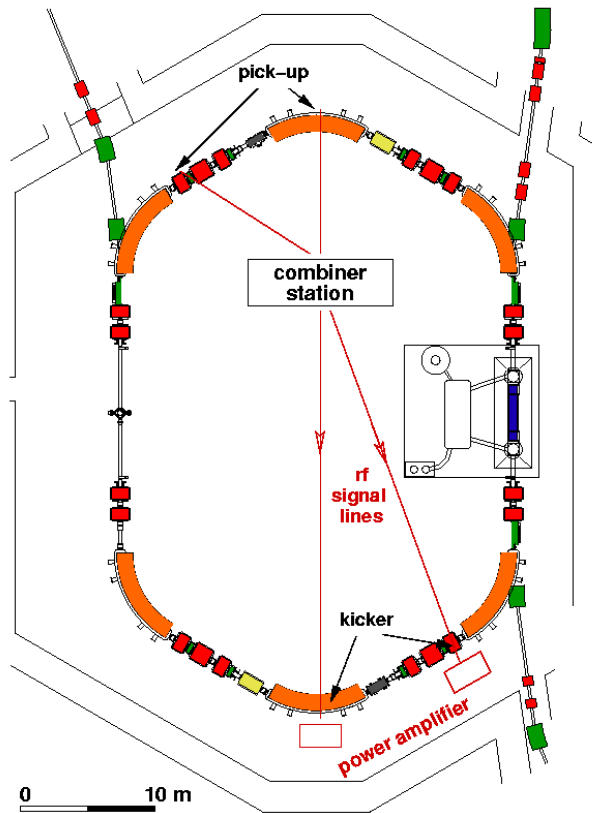 pick-up
combiner
station
rf
signal
lines
kicker
power amplifier
0 10 m